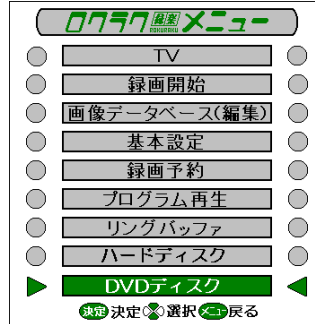 ロクラク 録楽 ROKURAKU メニュー
TV
録画開始
画像データベース(編集)
基本設定
録画予約
プログラム再生
リングバッファ
ハードディスク
DVDディスク
決定 決定 選択 メニュー 戻る